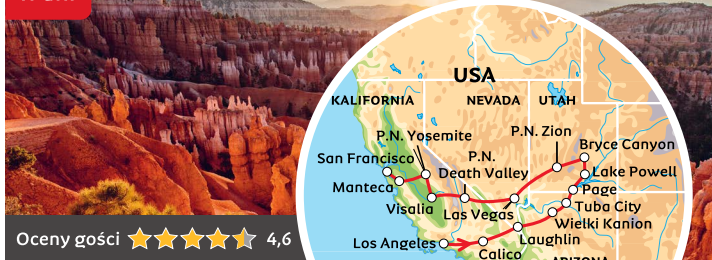 USA
KALIFORNIA
NEVADA
UTAH
P.N. Yosemite
P.N. Zion
Bryce Canyon
San Francisco
P.N.
Death Valley
Lake Powell
Manteca
Page
Visalia
Las Vegas
Tuba City
Wielki Kanion
Oceny gości 4,6
Los Angeles
Laughlin
Calico